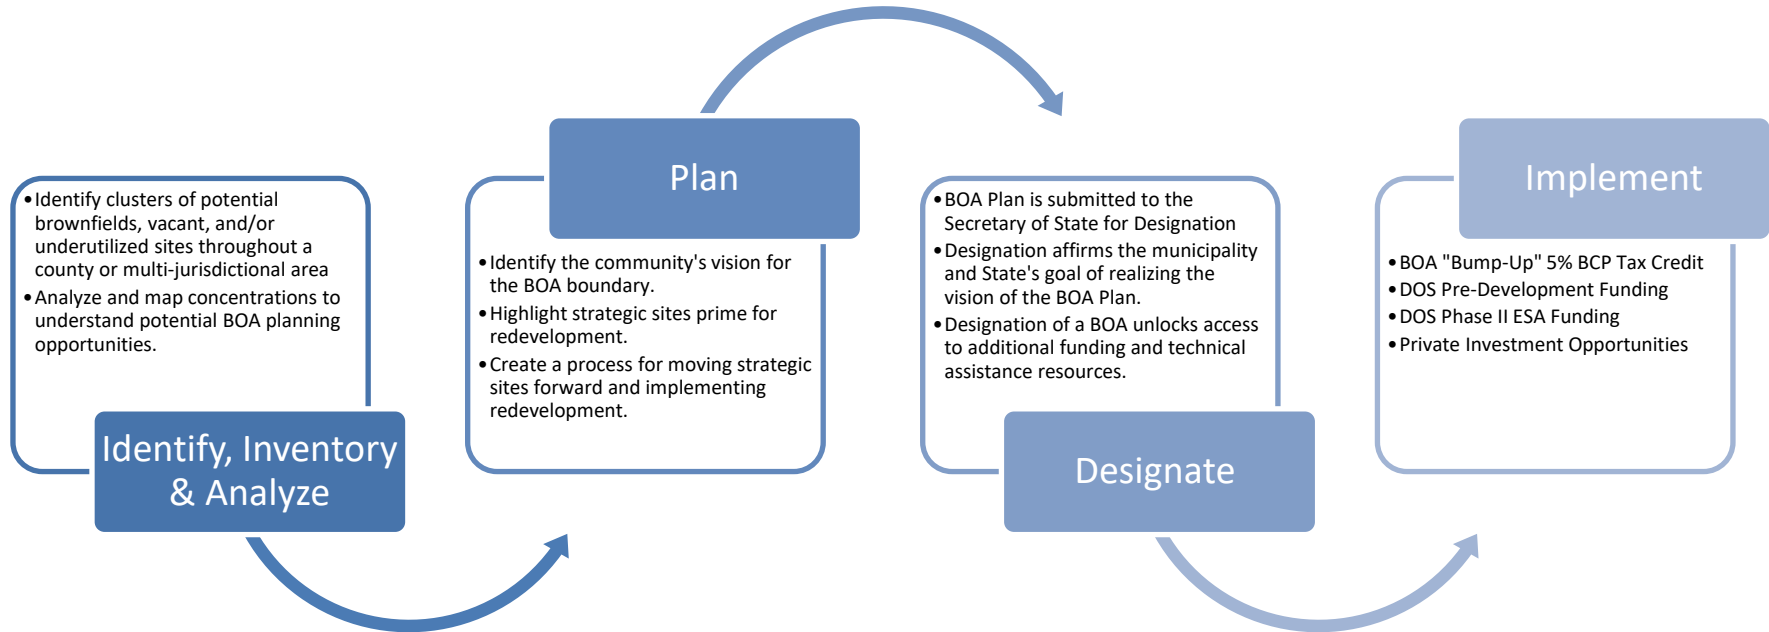 •Identify clusters of potential
brownfields, vacant, and/or
underutilized sites throughout a
county or multi-jurisdictional area
•Analyze and map concentrations to
understand potential BOA planning
opportunities.
Identify, Inventory
& Analyze
Plan
•Identify the community's vision for
the BOA boundary.
•Highlight strategic sites prime for
redevelopment.
•Create a process for moving strategic
sites forward and implementing
redevelopment.
•BOA Plan is submitted to the
Secretary of State for Designation
•Designation affirms the municipality
and State's goal of realizing the
vision of the BOA Plan.
•Designation of a BOA unlocks access
to additional funding and technical
assistance resources.
Designate
Implement
•BOA "Bump-Up" 5% BCP Tax Credit
•DOS Pre-Development Funding
•DOS Phase II ESA Funding
•Private Investment Opportunities